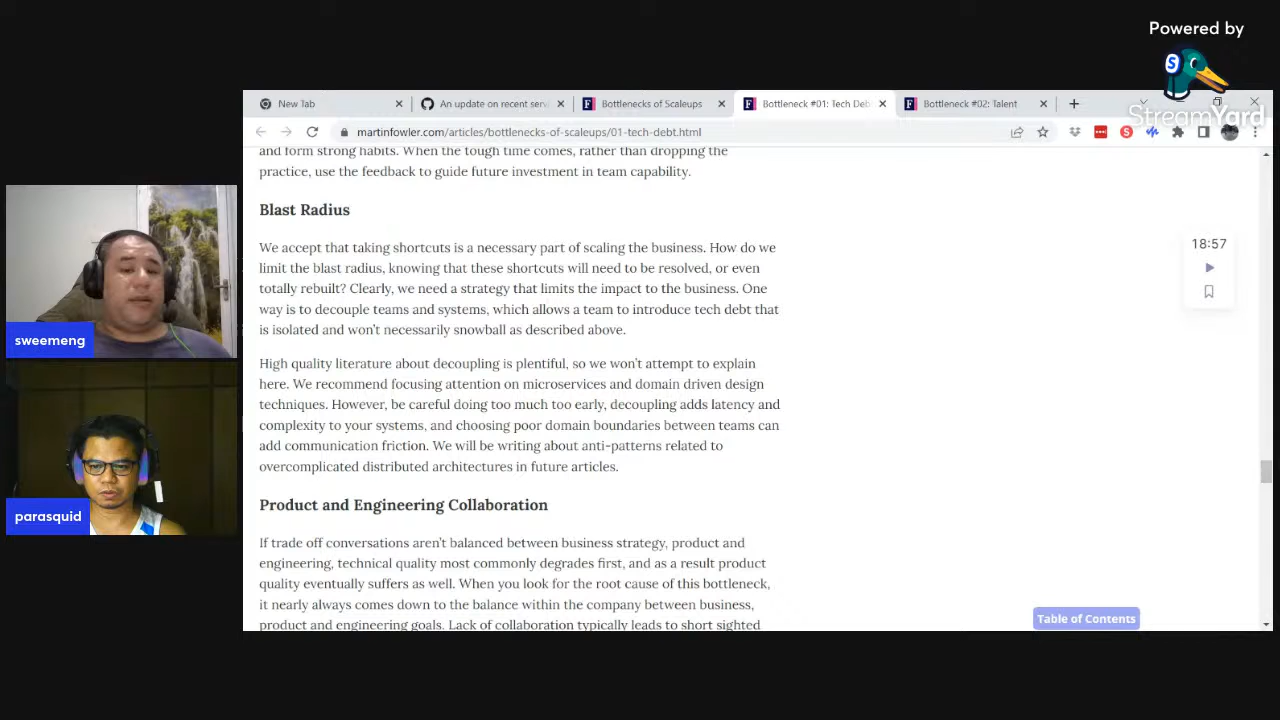 Powered by
S
StreamYard
New Tab
An update on recent serv
Bottlenecks of Scaleups
Bottleneck #01: Tech Deb
Bottleneck #02: Talent
martinfowler.com/articles/bottlenecks-of-scaleups/01-tech-debt.html
and form strong habits. When the tough time comes, rather than dropping the
practice, use the feedback to guide future investment in team capability.
Blast Radius
We accept that taking shortcuts is a necessary part of scaling the business. How do we
limit the blast radius, knowing that these shortcuts will need to be resolved, or even
totally rebuilt? Clearly, we need a strategy that limits the impact to the business. One
way is to decouple teams and systems, which allows a team to introduce tech debt that
is isolated and won't necessarily snowball as described above.
High quality literature about decoupling is plentiful, so we won't attempt to explain
here. We recommend focusing attention on microservices and domain driven design
techniques. However, be careful doing too much too early, decoupling adds latency and
complexity to your systems, and choosing poor domain boundaries between teams can
add communication friction. We will be writing about anti-patterns related to
overcomplicated distributed architectures in future articles.
Product and Engineering Collaboration
If trade off conversations aren't balanced between business strategy, product and
engineering, technical quality most commonly degrades first, and as a result product
quality eventually suffers as well. When you look for the root cause of this bottleneck,
it nearly always comes down to the balance within the company between business,
product and engineering goals. Lack of collaboration typically leads to short sighted
18:57
Table of Contents
sweemeng
parasquid